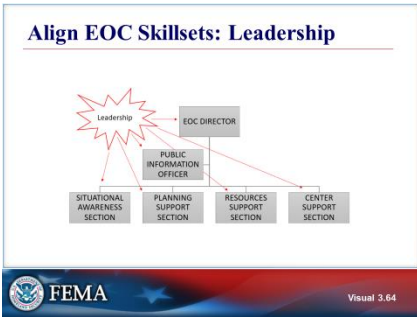 Align EOC Skillsets: Leadership
Leadership
EOC DIRECTOR
PUBLIC
INFORMATION
OFFICER
SITUATIONAL
AWARENESS
SECTION
PLANNING
SUPPORT
SECTION
RESOURCES
SUPPORT
SECTION
CENTER
SUPPORT
SECTION
FEMA
Visual 3.64